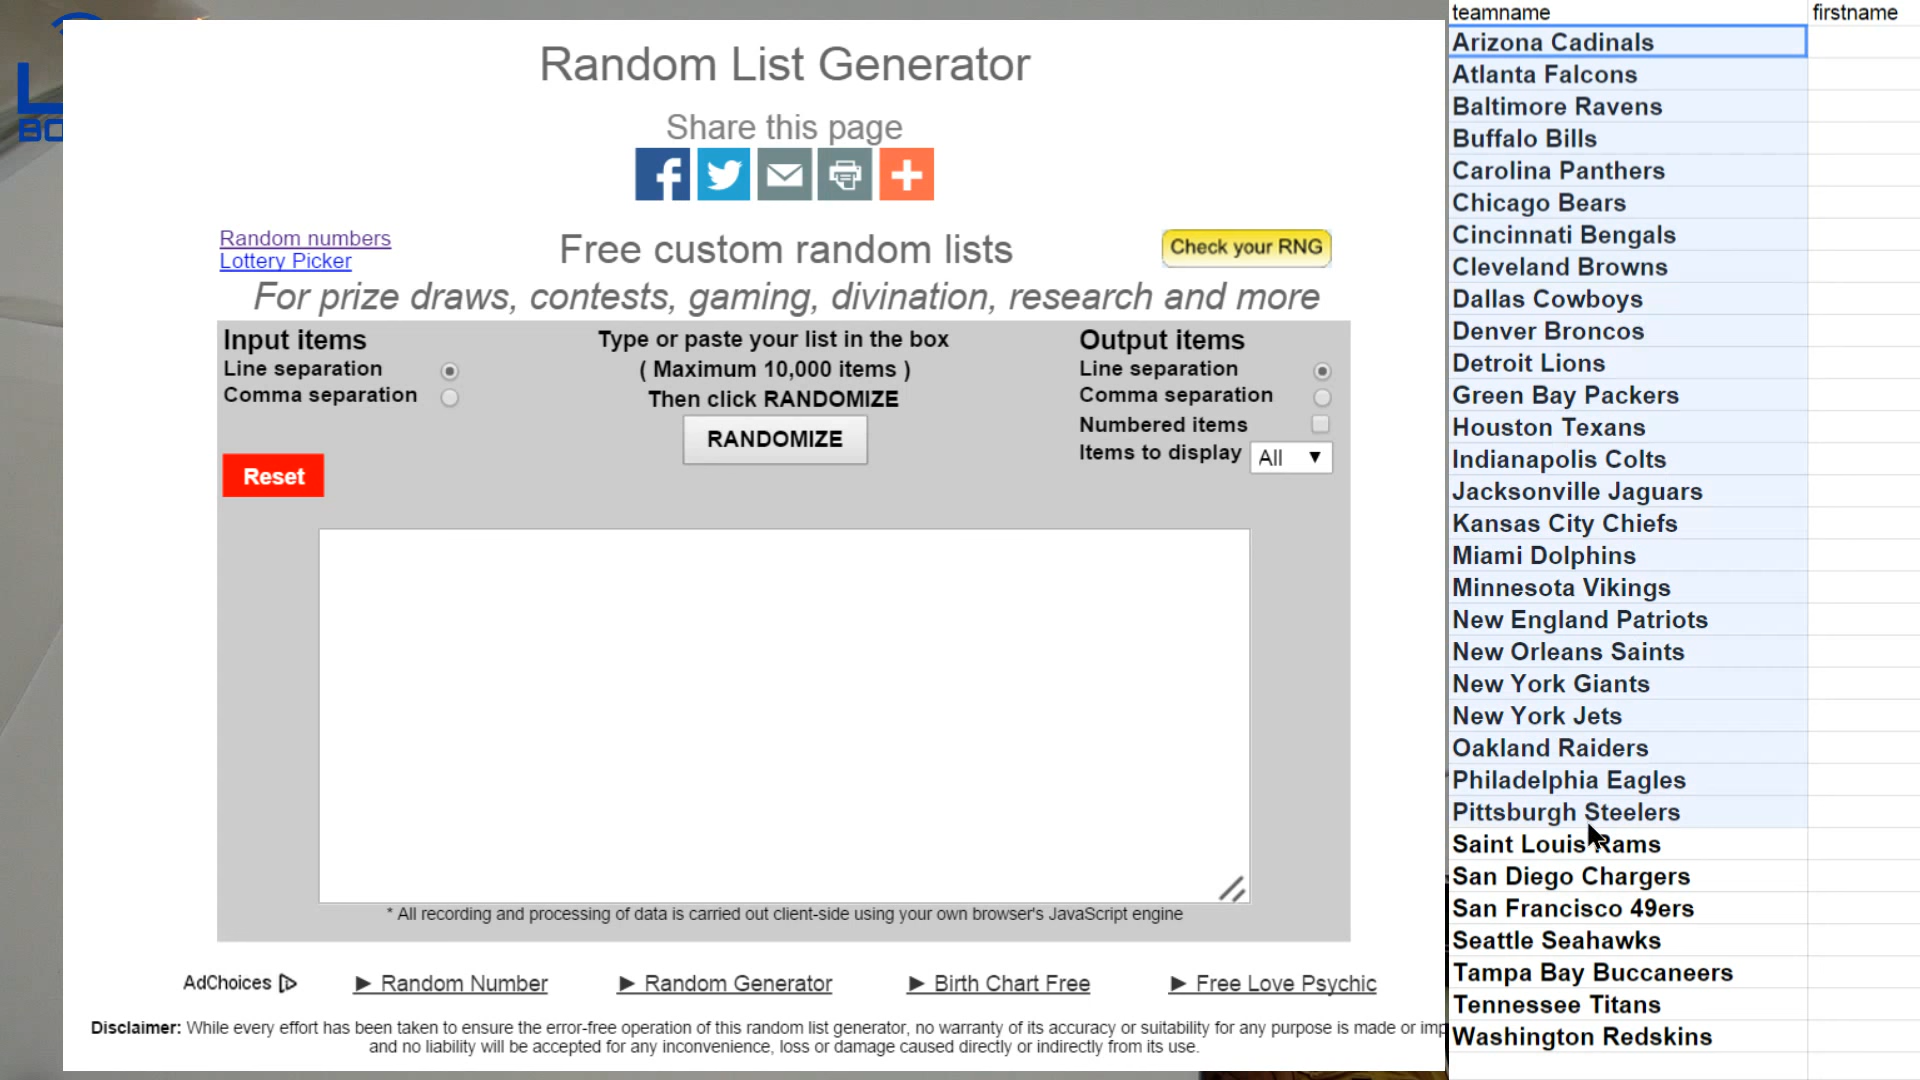 L
BO
Random List Generator
Share this page
Random numbers
Lottery Picker
Free custom random lists
Check your RNG
For prize draws, contests, gaming, divination, research and more
Input items
Line separation
Comma separation
Reset
Type or paste your list in the box
( Maximum 10,000 items )
Then click RANDOMIZE
RANDOMIZE
Output items
Line separation
Comma separation
Numbered items
Items to display All ▼
* All recording and processing of data is carried out client-side using your own browser's JavaScript engine
AdChoices
► Random Number
► Random Generator
► Birth Chart Free
► Free Love Psychic
Disclaimer: While every effort has been taken to ensure the error-free operation of this random list generator, no warranty of its accuracy or suitability for any purpose is made or imp
and no liability will be accepted for any inconvenience, loss or damage caused directly or indirectly from its use.
teamname firstname
Arizona Cadinals
Atlanta Falcons
Baltimore Ravens
Buffalo Bills
Carolina Panthers
Chicago Bears
Cincinnati Bengals
Cleveland Browns
Dallas Cowboys
Denver Broncos
Detroit Lions
Green Bay Packers
Houston Texans
Indianapolis Colts
Jacksonville Jaguars
Kansas City Chiefs
Miami Dolphins
Minnesota Vikings
New England Patriots
New Orleans Saints
New York Giants
New York Jets
Oakland Raiders
Philadelphia Eagles
Pittsburgh Steelers
Saint Louis Rams
San Diego Chargers
San Francisco 49ers
Seattle Seahawks
Tampa Bay Buccaneers
Tennessee Titans
Washington Redskins